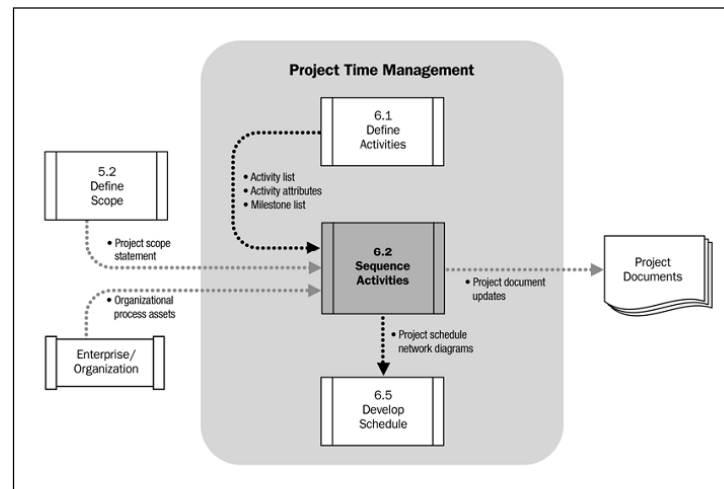 Project Time Management
6.1
Define
Activities
• Activity list
• Activity attributes
• Milestone list
5.2
Define
Scope
• Project scope
statement
6.2
Sequence
Activities
• Project document
updates
Project
Documents
• Organizational
process assets
Enterprise/
Organization
• Project schedule
network diagrams
6.5
Develop
Schedule